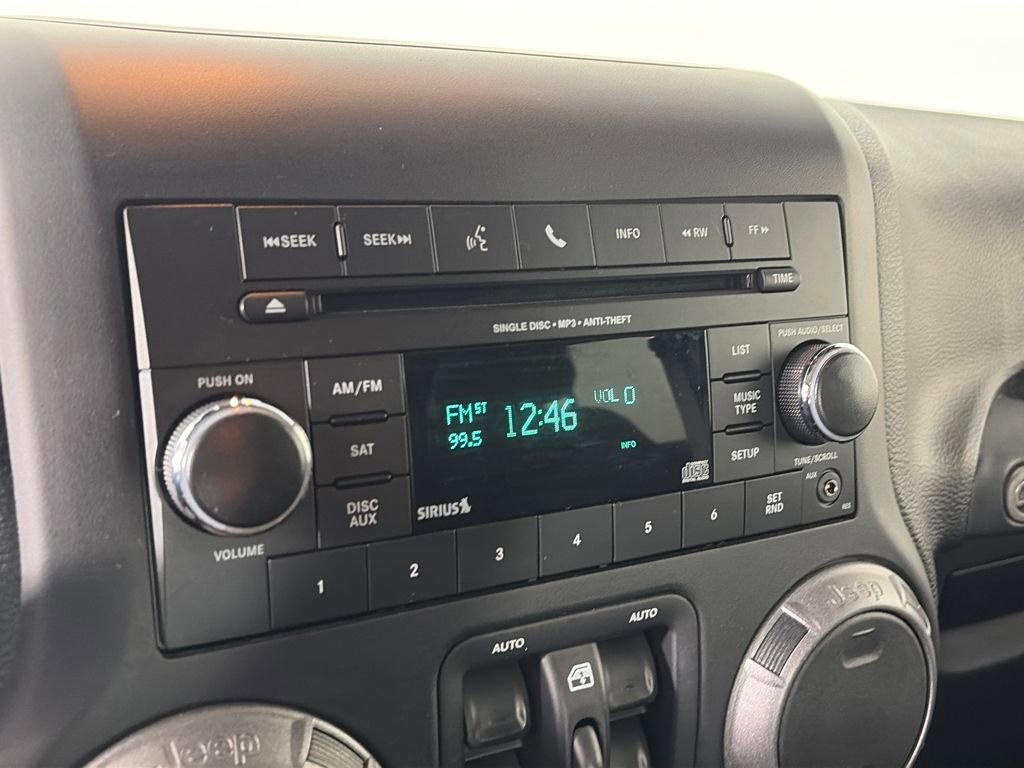 ⏮SEEK
SEEK⏭
INFO
◀◀ RW
FF ▶▶
TIME
SINGLE DISC • MP3 • ANTI-THEFT
PUSH ON
VOLUME
AM/FM
SAT
DISC
AUX
FM ST
99.5
12:46
VOL 0
INFO
SIRIUS
disc
LIST
MUSIC
TYPE
SETUP
PUSH AUDIO/SELECT
TUNE/SCROLL
AUX
RES
1
2
3
4
5
6
SET
RND
AUTO
AUTO
Jeep
Jeep